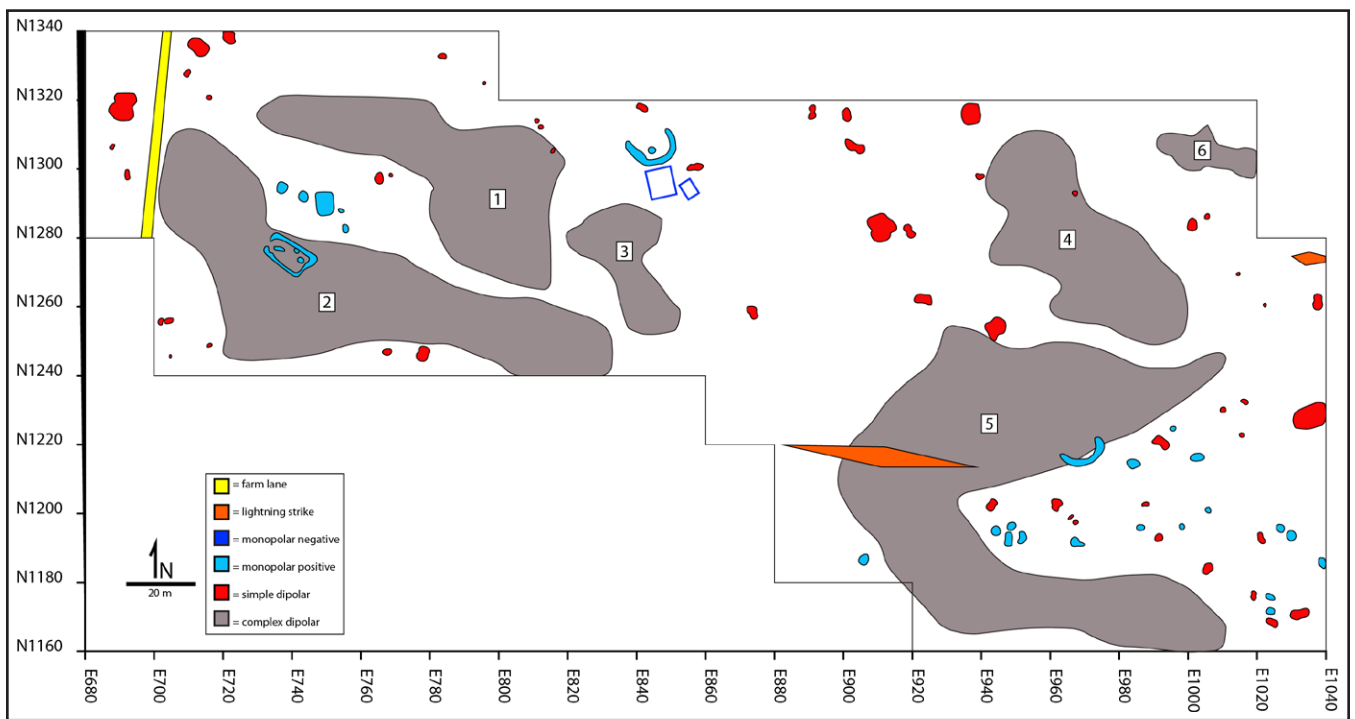 N1340
N1320
N1300
N1280
N1260
N1240
N1220
N1200
N1180
N1160
1
2
3
4
5
6
= farm lane
= lightning strike
= monopolar negative
= monopolar positive
= simple dipolar
= complex dipolar
N
20 m
E680
E700
E720
E740
E760
E780
E800
E820
E840
E860
E880
E900
E920
E940
E960
E980
E1000
E1020
E1040